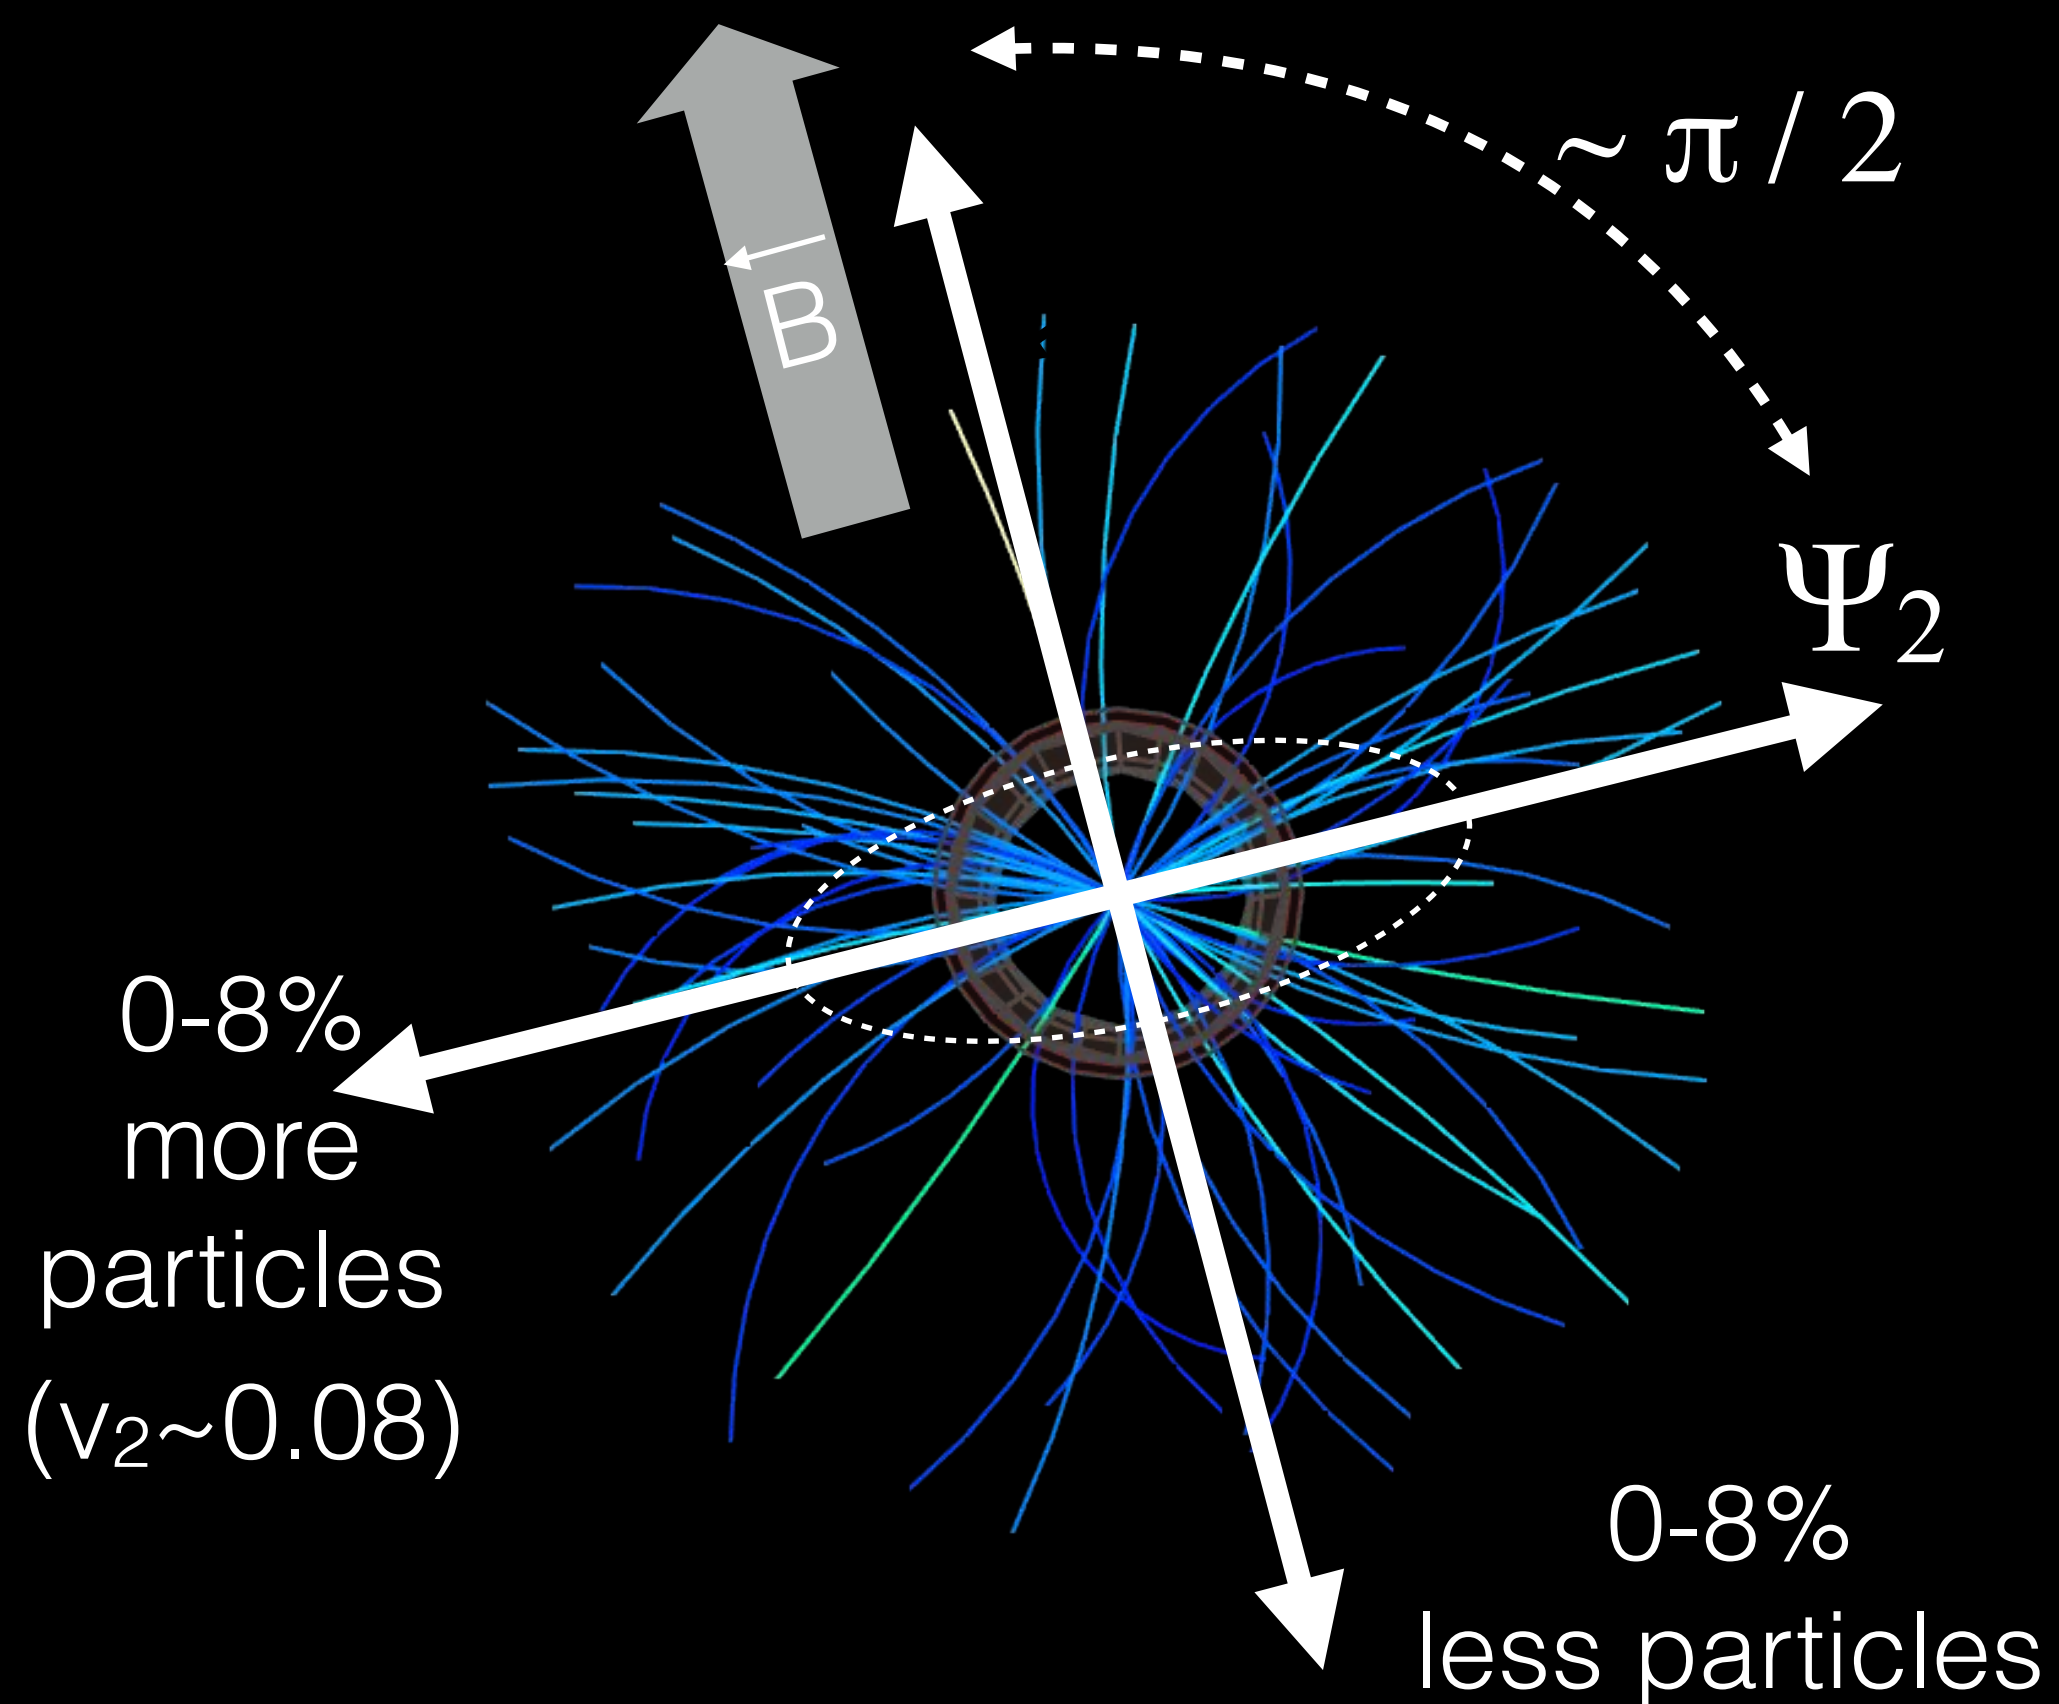 ~ π / 2
B
Ψ2
0-8%
more
particles
(v2~0.08)
0-8%
less particles